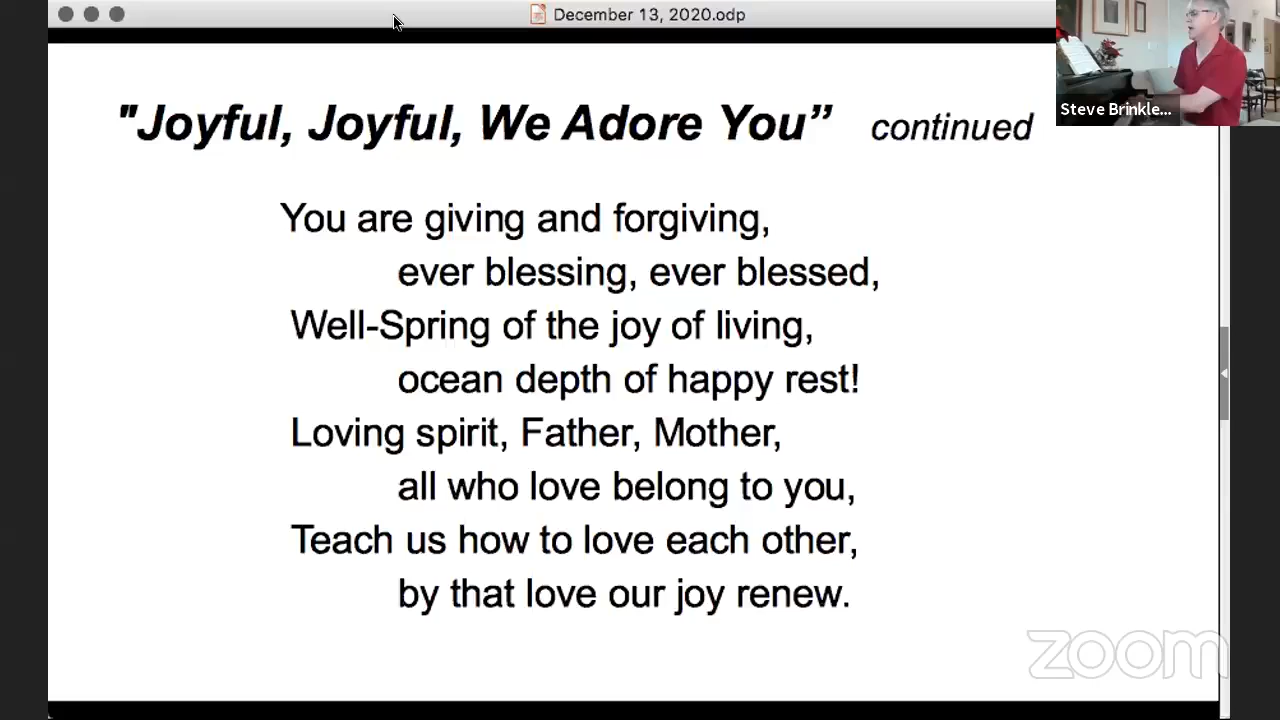 December 13, 2020.odp
Steve Brinkle...
"Joyful, Joyful, We Adore You” continued
You are giving and forgiving,
ever blessing, ever blessed,
Well-Spring of the joy of living,
ocean depth of happy rest!
Loving spirit, Father, Mother,
all who love belong to you,
Teach us how to love each other,
by that love our joy renew.
zoom